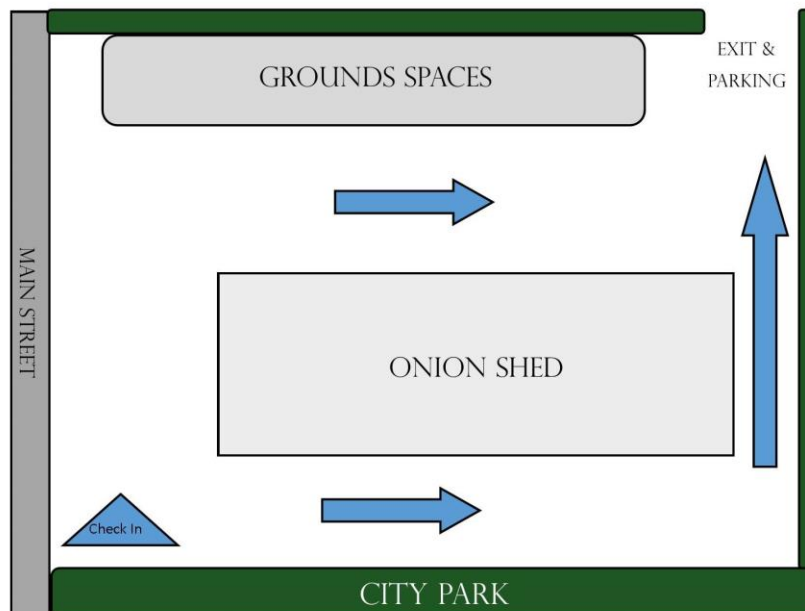 GROUNDS SPACES
EXIT &
PARKING
MAIN STREET
ONION SHED
Check In
CITY PARK